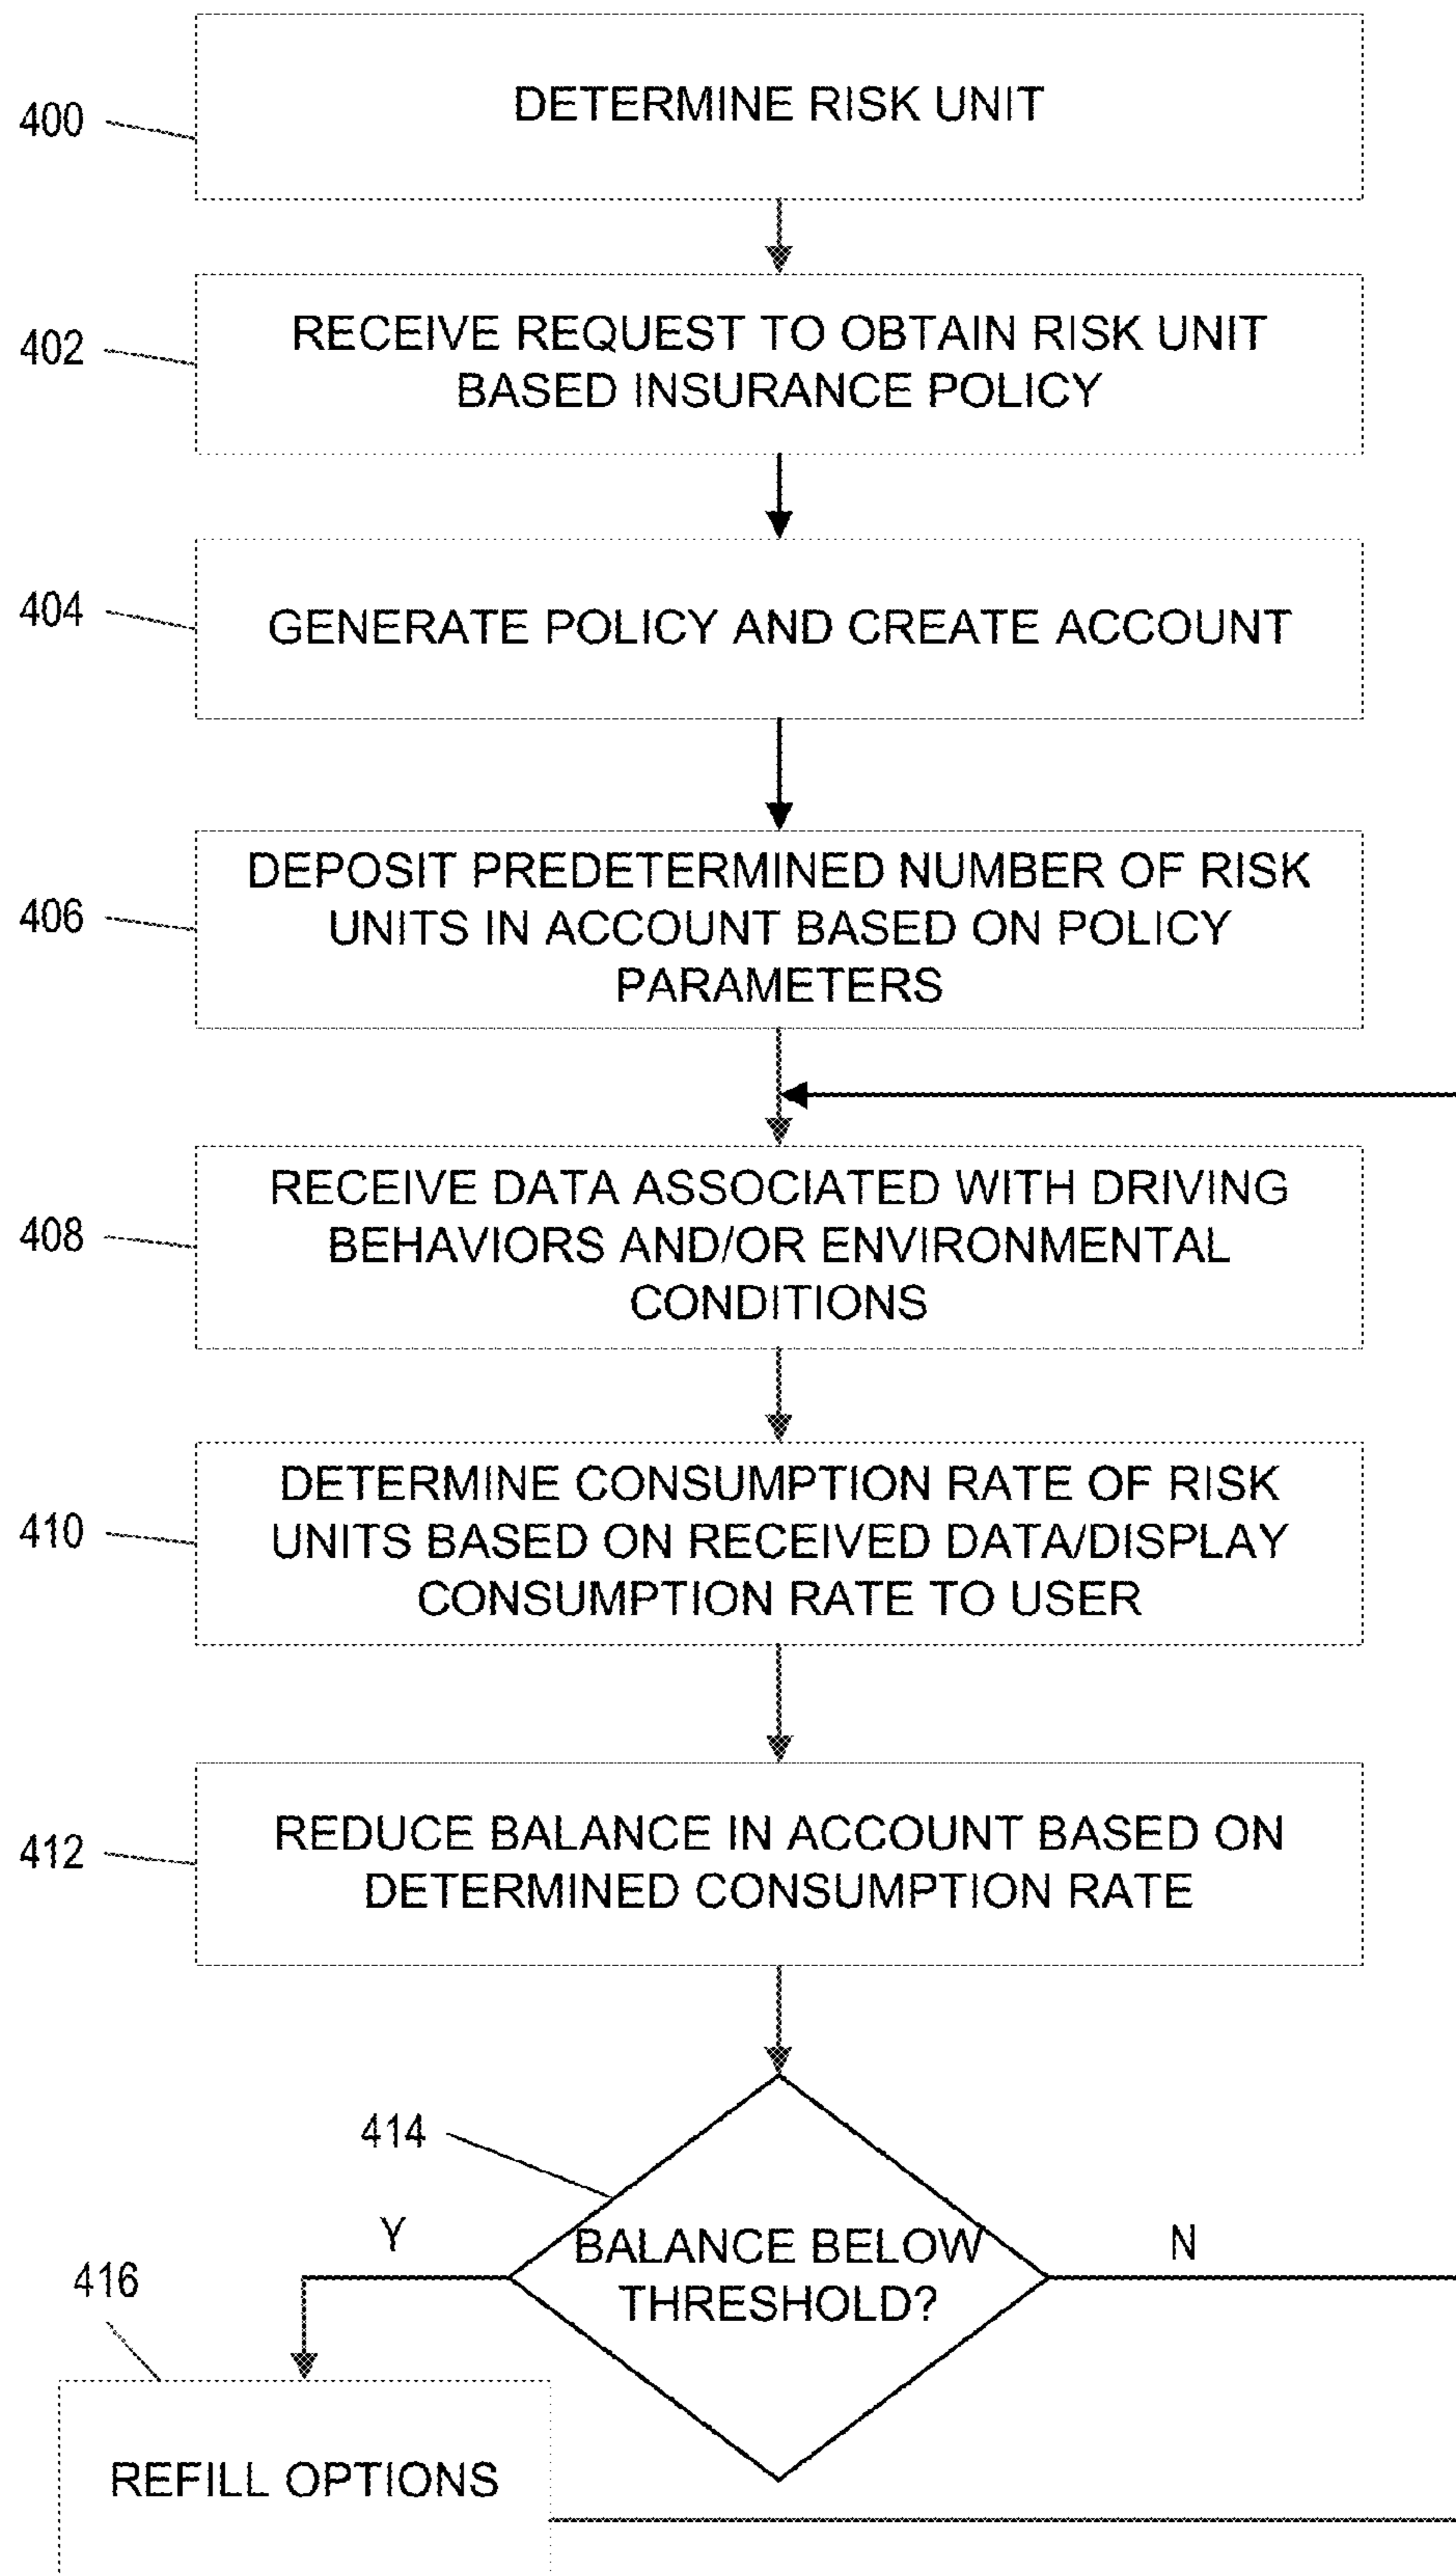 400
DETERMINE RISK UNIT
402
RECEIVE REQUEST TO OBTAIN RISK UNIT
BASED INSURANCE POLICY
404
GENERATE POLICY AND CREATE ACCOUNT
406
DEPOSIT PREDETERMINED NUMBER OF RISK
UNITS IN ACCOUNT BASED ON POLICY
PARAMETERS
408
RECEIVE DATA ASSOCIATED WITH DRIVING
BEHAVIORS AND/OR ENVIRONMENTAL
CONDITIONS
410
DETERMINE CONSUMPTION RATE OF RISK
UNITS BASED ON RECEIVED DATA/DISPLAY
CONSUMPTION RATE TO USER
412
REDUCE BALANCE IN ACCOUNT BASED ON
DETERMINED CONSUMPTION RATE
414
Y
BALANCE BELOW
THRESHOLD?
N
416
REFILL OPTIONS